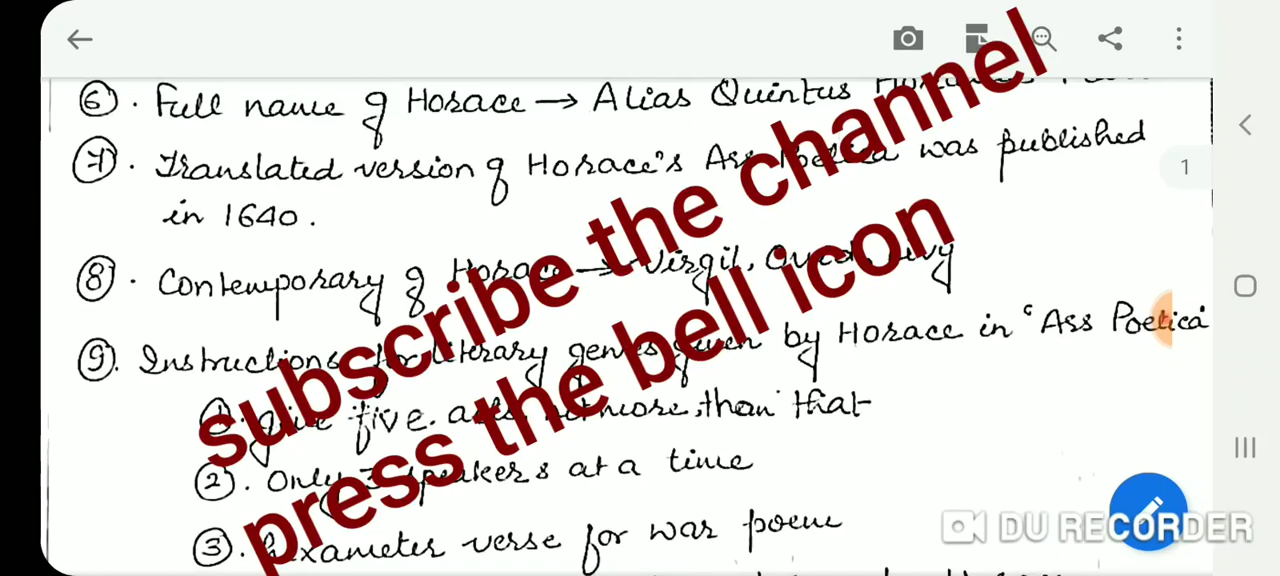 ⑥. Full name of Horace → Alias Quintus
⑦. Translated version of Horace's Ars Poetica was published
in 1640.
⑧. Contemporary of Horace → Virgil,
⑨. Instructions for literary genres given by Horace in 'Ars Poetica'
①. give five acts not more than that
②. Only 3 speakers at a time
③. Hexameter verse for war poem
subscribe the channel
press the bell icon
1
DU RECORDER